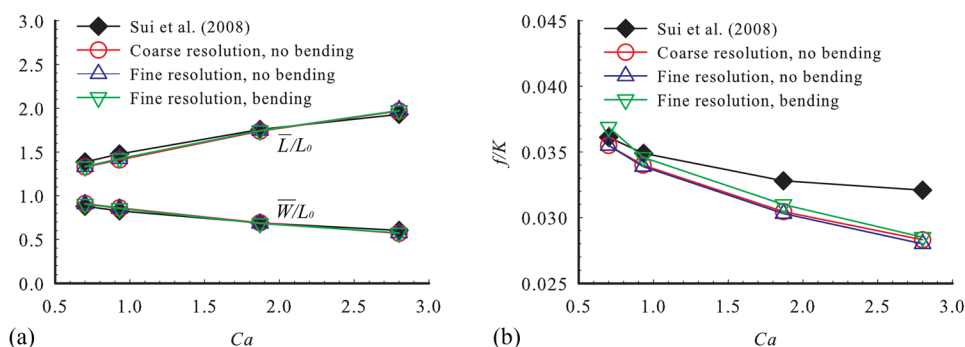 3.0
2.5
2.0
1.5
1.0
0.5
0.0
Sui et al. (2008)
Coarse resolution, no bending
Fine resolution, no bending
Fine resolution, bending
L/L₀
W/L₀
0.5 1.0 1.5 2.0 2.5 3.0
(a) Ca
0.045
0.040
0.035
0.030
0.025
f/K
Sui et al. (2008)
Coarse resolution, no bending
Fine resolution, no bending
Fine resolution, bending
0.5 1.0 1.5 2.0 2.5 3.0
(b) Ca